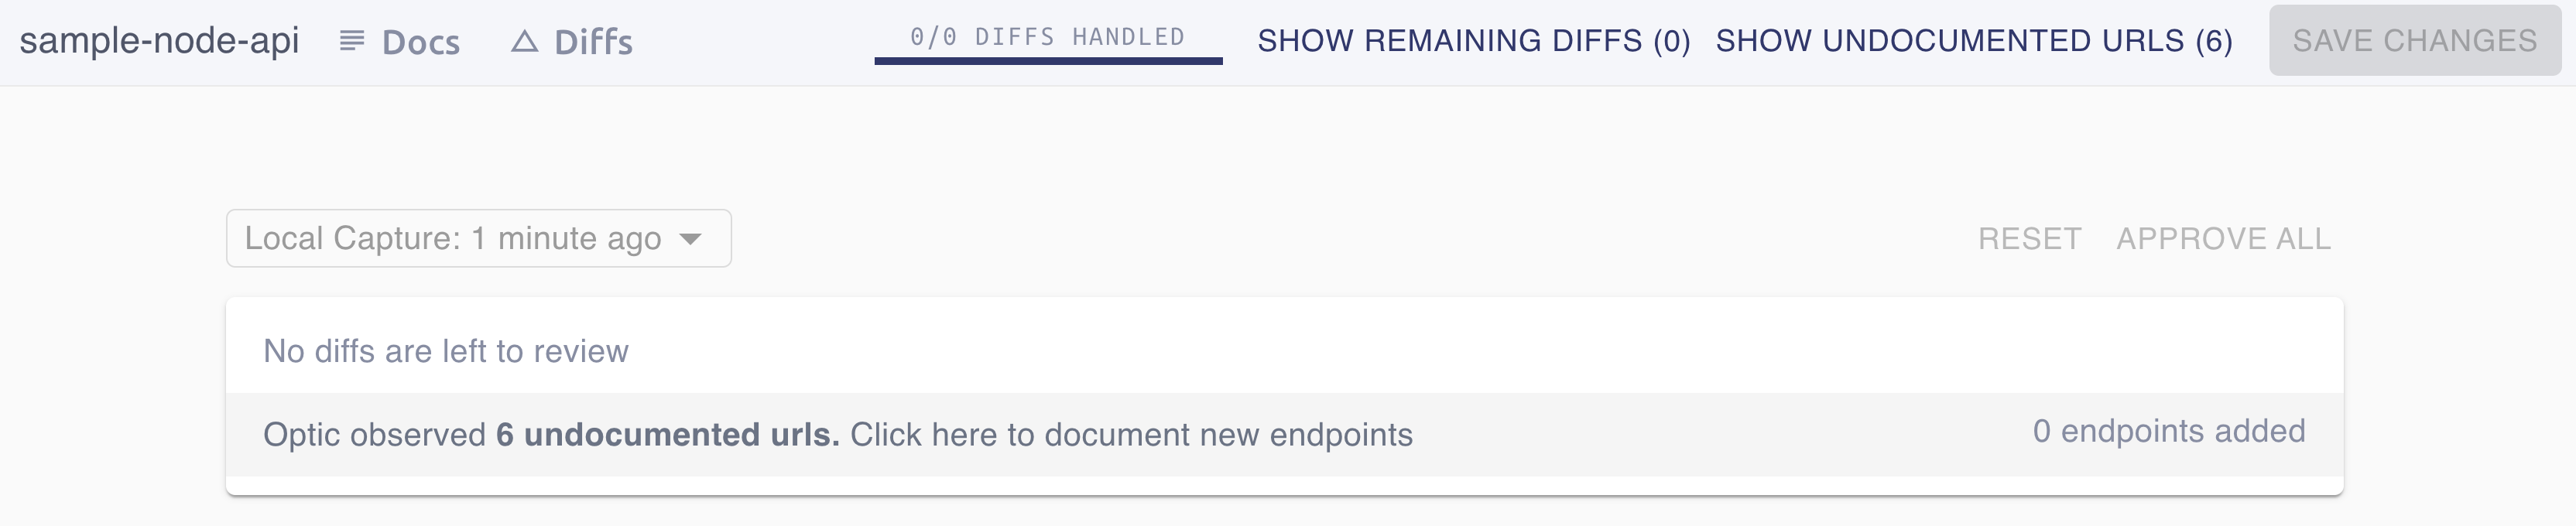 sample-node-api Docs Diffs 0/0 DIFFS HANDLED SHOW REMAINING DIFFS (0) SHOW UNDOCUMENTED URLS (6) SAVE CHANGES
Local Capture: 1 minute ago RESET APPROVE ALL
No diffs are left to review
Optic observed 6 undocumented urls. Click here to document new endpoints 0 endpoints added